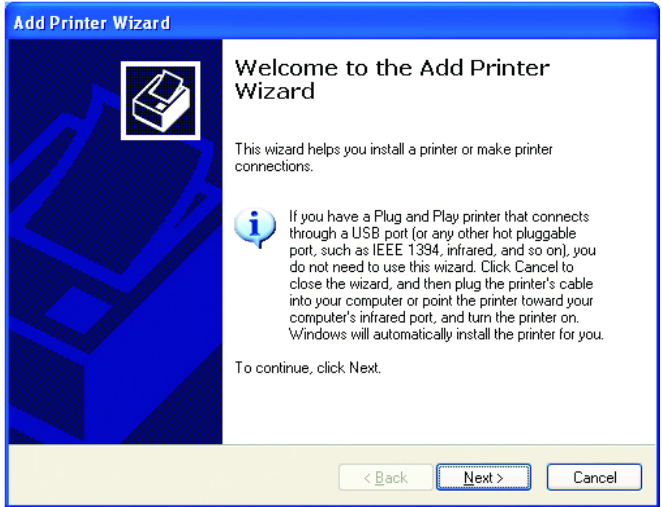 Add Printer Wizard
Welcome to the Add Printer
Wizard
This wizard helps you install a printer or make printer
connections.
If you have a Plug and Play printer that connects
through a USB port (or any other hot pluggable
port, such as IEEE 1394, infrared, and so on), you
do not need to use this wizard. Click Cancel to
close the wizard, and then plug the printer's cable
into your computer or point the printer toward your
computer's infrared port, and turn the printer on.
Windows will automatically install the printer for you.
To continue, click Next.
< Back Next > Cancel